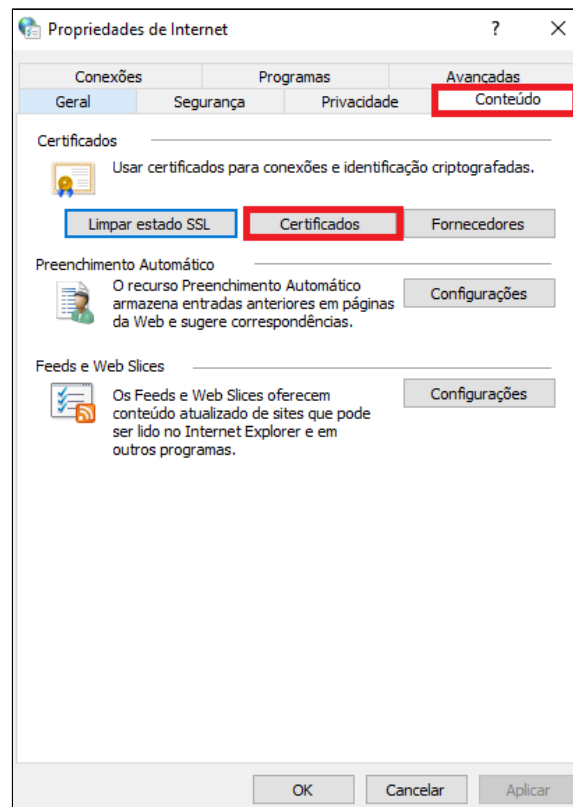 Propriedades de Internet
?
Conexões Programas Avançadas
Geral Segurança Privacidade Conteúdo
Certificados
Usar certificados para conexões e identificação criptografadas.
Limpar estado SSL Certificados Fornecedores
Preenchimento Automático
O recurso Preenchimento Automático
armazena entradas anteriores em páginas
da Web e sugere correspondências.
Configurações
Feeds e Web Slices
Os Feeds e Web Slices oferecem
conteúdo atualizado de sites que pode
ser lido no Internet Explorer e em
outros programas.
Configurações
OK Cancelar Aplicar